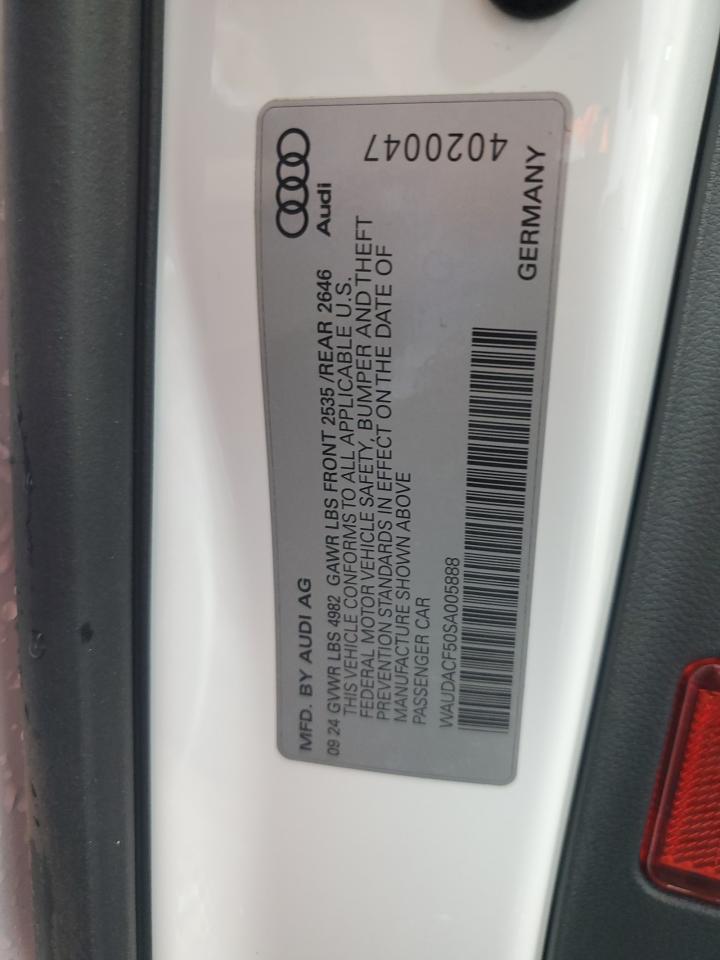 MFD. BY AUDI AG
Audi
09 24 GVWR LBS 4982 GAWR LBS FRONT 2535 /REAR 2646
THIS VEHICLE CONFORMS TO ALL APPLICABLE U.S.
FEDERAL MOTOR VEHICLE SAFETY, BUMPER AND THEFT
PREVENTION STANDARDS IN EFFECT ON THE DATE OF
MANUFACTURE SHOWN ABOVE
PASSENGER CAR
WAUDACF50SA005888
GERMANY
4020047